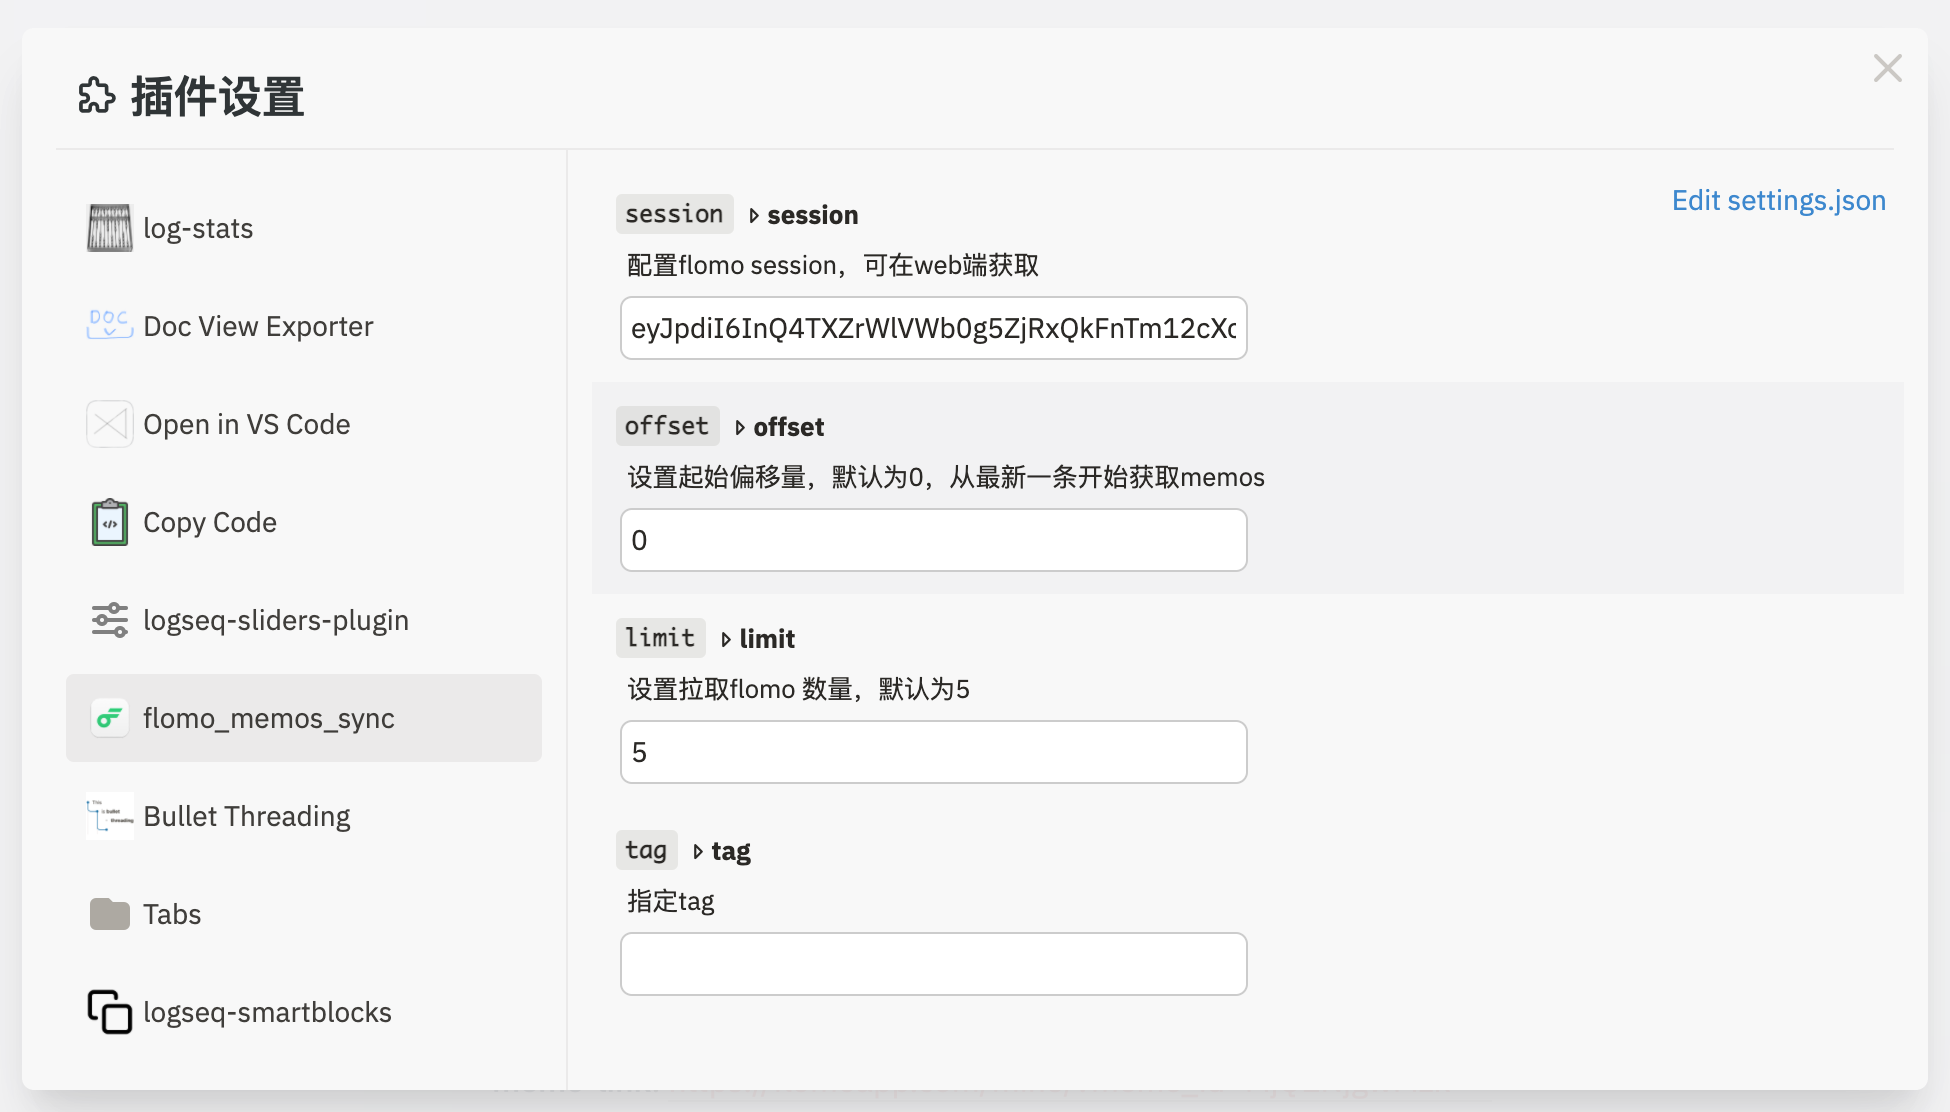 插件设置
Edit settings.json
log-stats
Doc View Exporter
Open in VS Code
Copy Code
logseq-sliders-plugin
flomo_memos_sync
Bullet Threading
Tabs
logseq-smartblocks
session ▹ session
配置flomo session，可在web端获取
eyJpdiI6InQ4TXZrWlVWb0g5ZjRxQkFnTm12cXc
offset ▹ offset
设置起始偏移量，默认为0，从最新一条开始获取memos
0
limit ▹ limit
设置拉取flomo 数量，默认为5
5
tag ▹ tag
指定tag